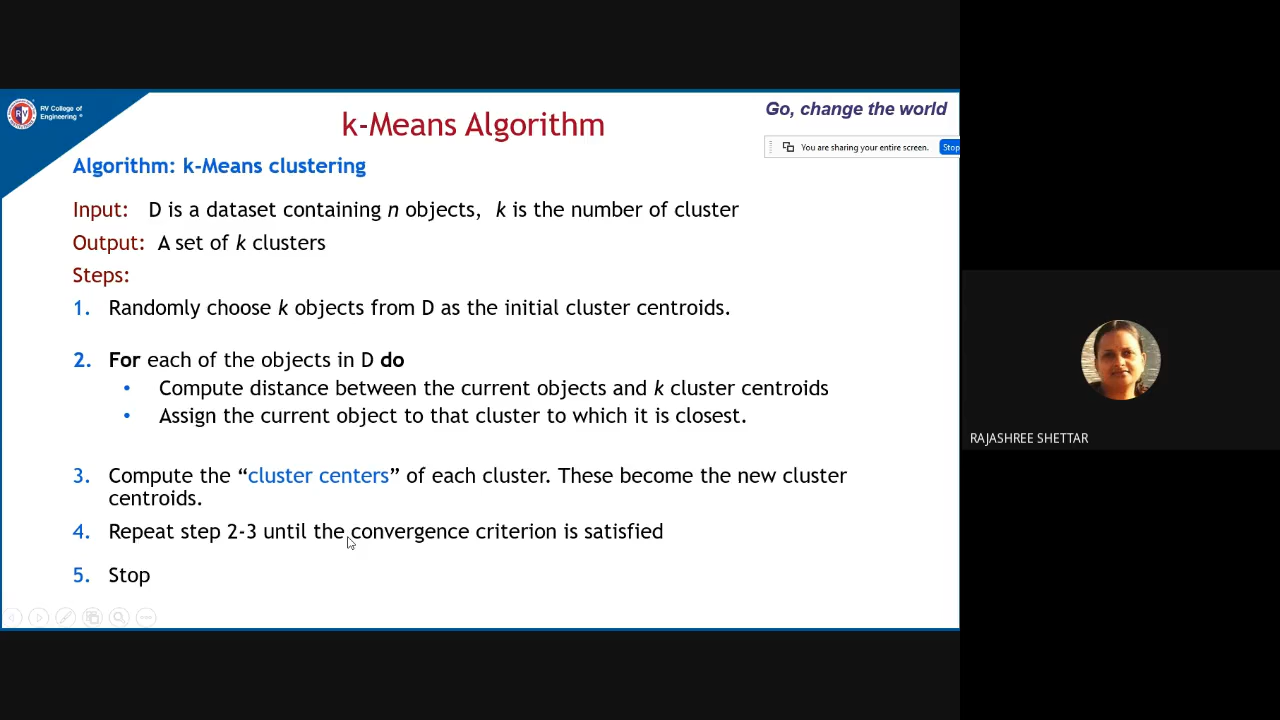 RV College of
Engineering
Go, change the world
k-Means Algorithm
You are sharing your entire screen.
Stop
Algorithm: k-Means clustering
Input: D is a dataset containing n objects, k is the number of cluster
Output: A set of k clusters
Steps:
1. Randomly choose k objects from D as the initial cluster centroids.
2. For each of the objects in D do
• Compute distance between the current objects and k cluster centroids
• Assign the current object to that cluster to which it is closest.
3. Compute the “cluster centers” of each cluster. These become the new cluster
centroids.
4. Repeat step 2-3 until the convergence criterion is satisfied
5. Stop
RAJASHREE SHETTAR